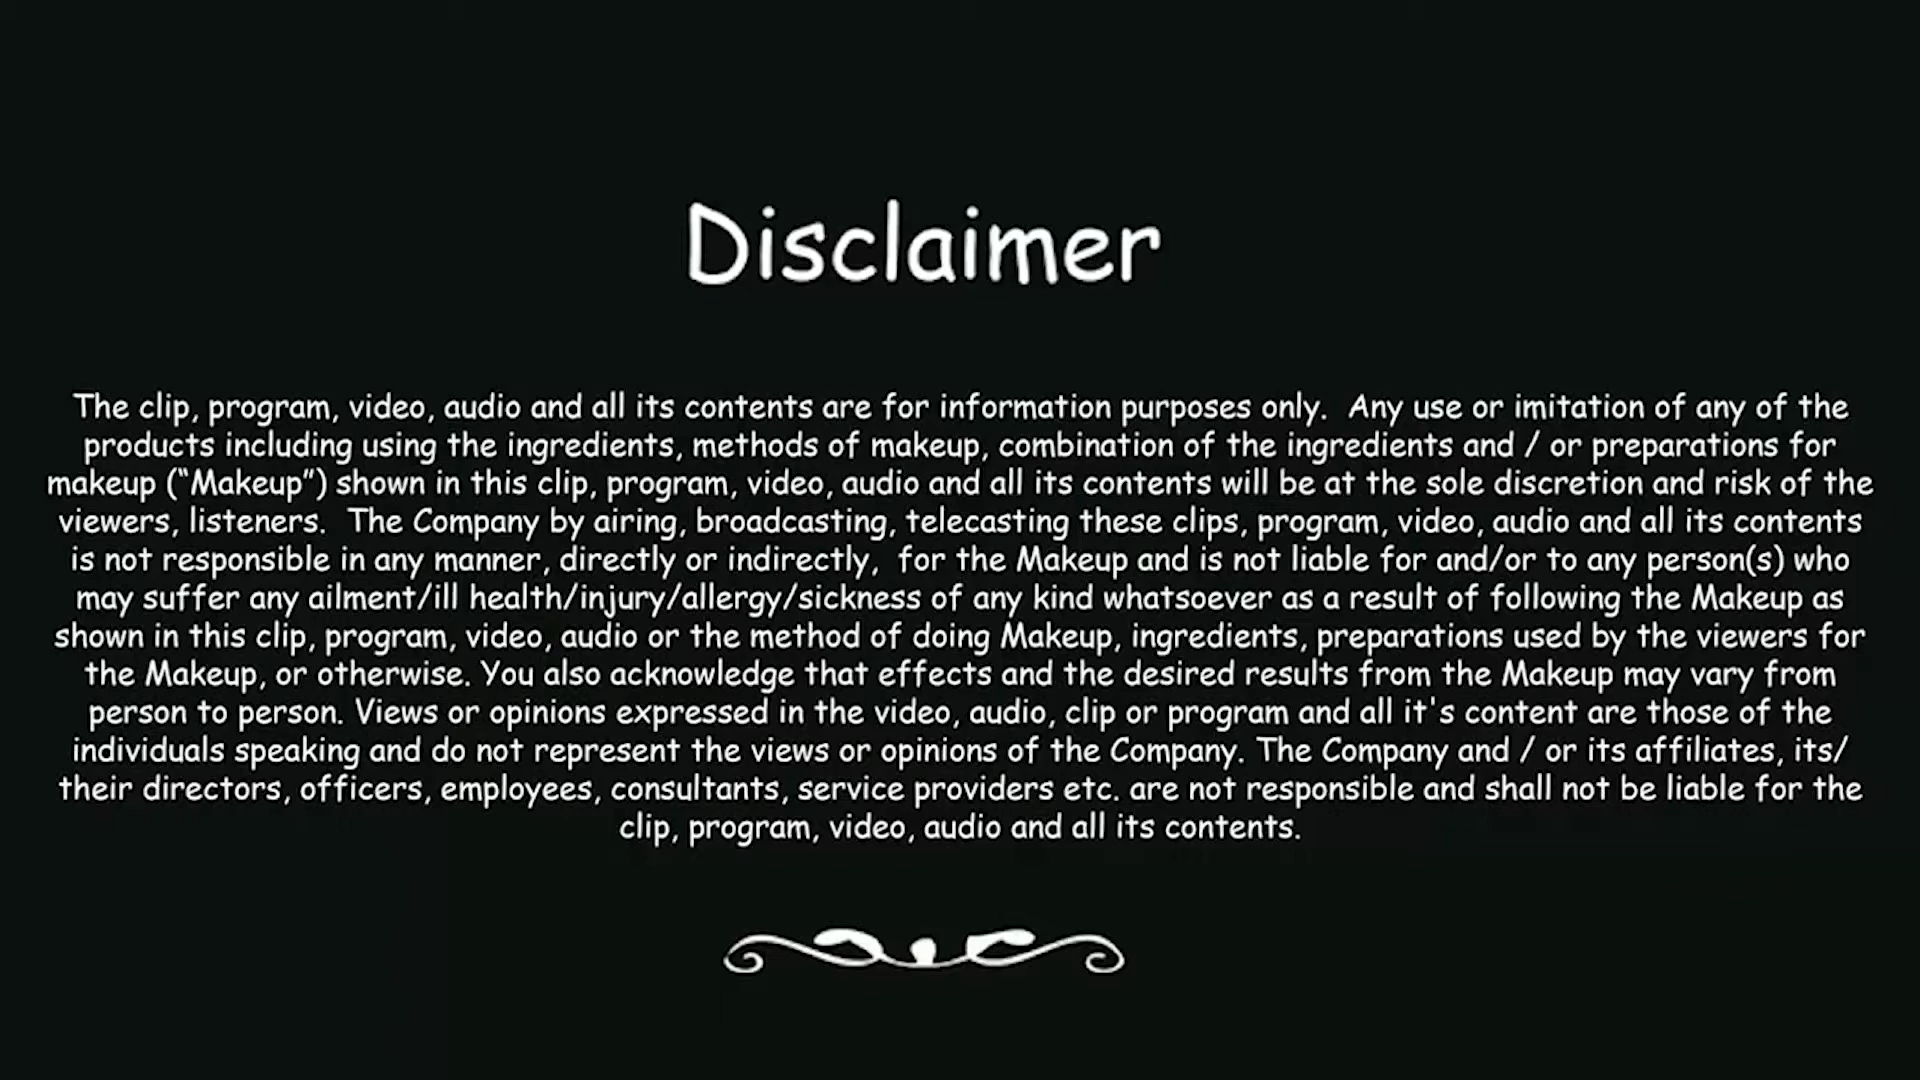 Disclaimer
The clip, program, video, audio and all its contents are for information purposes only.  Any use or imitation of any of the
products including using the ingredients, methods of makeup, combination of the ingredients and / or preparations for
makeup (“Makeup”) shown in this clip, program, video, audio and all its contents will be at the sole discretion and risk of the
viewers, listeners.  The Company by airing, broadcasting, telecasting these clips, program, video, audio and all its contents
is not responsible in any manner, directly or indirectly,  for the Makeup and is not liable for and/or to any person(s) who
may suffer any ailment/ill health/injury/allergy/sickness of any kind whatsoever as a result of following the Makeup as
shown in this clip, program, video, audio or the method of doing Makeup, ingredients, preparations used by the viewers for
the Makeup, or otherwise. You also acknowledge that effects and the desired results from the Makeup may vary from
person to person. Views or opinions expressed in the video, audio, clip or program and all it's content are those of the
individuals speaking and do not represent the views or opinions of the Company. The Company and / or its affiliates, its/
their directors, officers, employees, consultants, service providers etc. are not responsible and shall not be liable for the
clip, program, video, audio and all its contents.